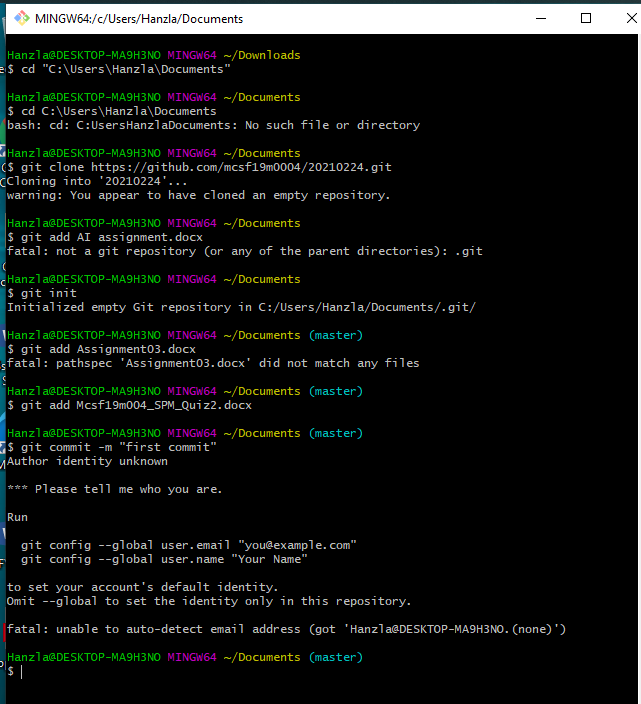 MINGW64:/c/Users/Hanzla/Documents
Hanzla@DESKTOP-MA9H3NO MINGW64 ~/Downloads
$ cd "C:\Users\Hanzla\Documents"
Hanzla@DESKTOP-MA9H3NO MINGW64 ~/Documents
$ cd C:\Users\Hanzla\Documents
bash: cd: C:UsersHanzlaDocuments: No such file or directory
Hanzla@DESKTOP-MA9H3NO MINGW64 ~/Documents
$ git clone https://github.com/mcsf19m0004/20210224.git
Cloning into '20210224'...
warning: You appear to have cloned an empty repository.
Hanzla@DESKTOP-MA9H3NO MINGW64 ~/Documents
$ git add AI assignment.docx
fatal: not a git repository (or any of the parent directories): .git
Hanzla@DESKTOP-MA9H3NO MINGW64 ~/Documents
$ git init
Initialized empty Git repository in C:/Users/Hanzla/Documents/.git/
Hanzla@DESKTOP-MA9H3NO MINGW64 ~/Documents (master)
$ git add Assignment03.docx
fatal: pathspec 'Assignment03.docx' did not match any files
Hanzla@DESKTOP-MA9H3NO MINGW64 ~/Documents (master)
$ git add Mcsf19m004_SPM_Quiz2.docx
Hanzla@DESKTOP-MA9H3NO MINGW64 ~/Documents (master)
$ git commit -m "first commit"
Author identity unknown
*** Please tell me who you are.
Run
git config --global user.email "you@example.com"
git config --global user.name "Your Name"
to set your account's default identity.
Omit --global to set the identity only in this repository.
fatal: unable to auto-detect email address (got 'Hanzla@DESKTOP-MA9H3NO.(none)')
Hanzla@DESKTOP-MA9H3NO MINGW64 ~/Documents (master)
$